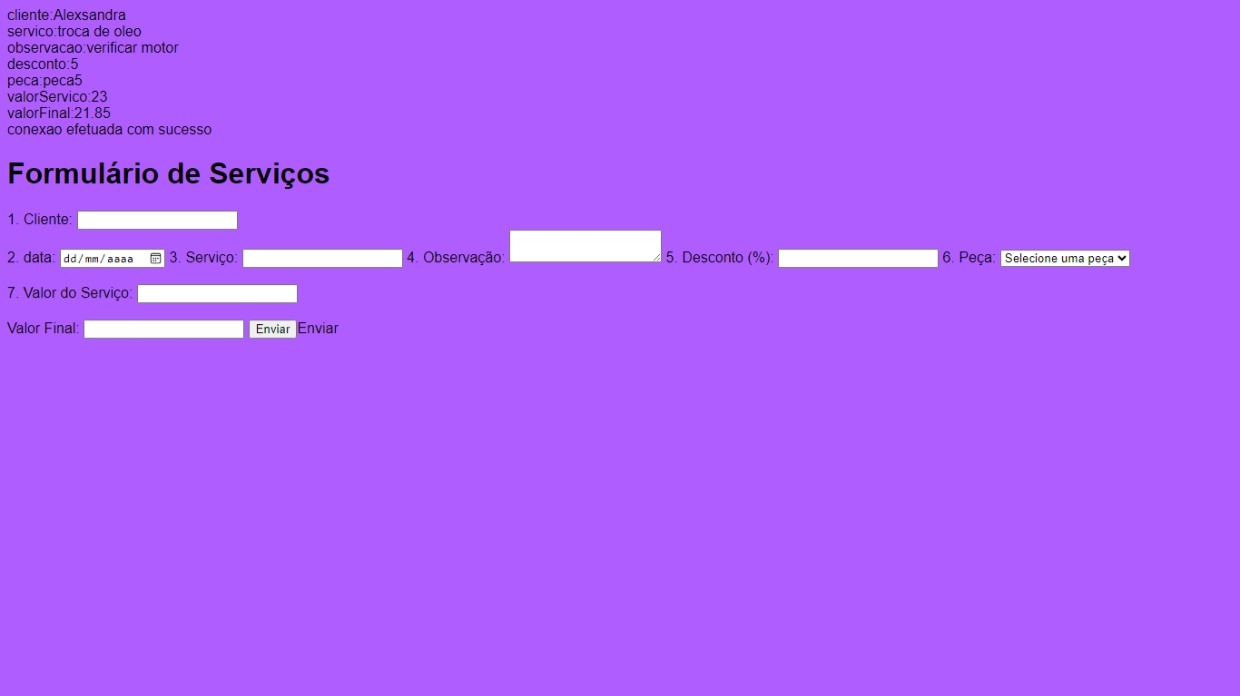 cliente:Alexsandra
servico:troca de oleo
observacao:verificar motor
desconto:5
peca:peca5
valorServico:23
valorFinal:21.85
conexao efetuada com sucesso
Formulário de Serviços
1. Cliente:
2. data: dd/mm/aaaa 3. Serviço: 4. Observação: 5. Desconto (%): 6. Peça: Selecione uma peça
7. Valor do Serviço:
Valor Final: Enviar Enviar